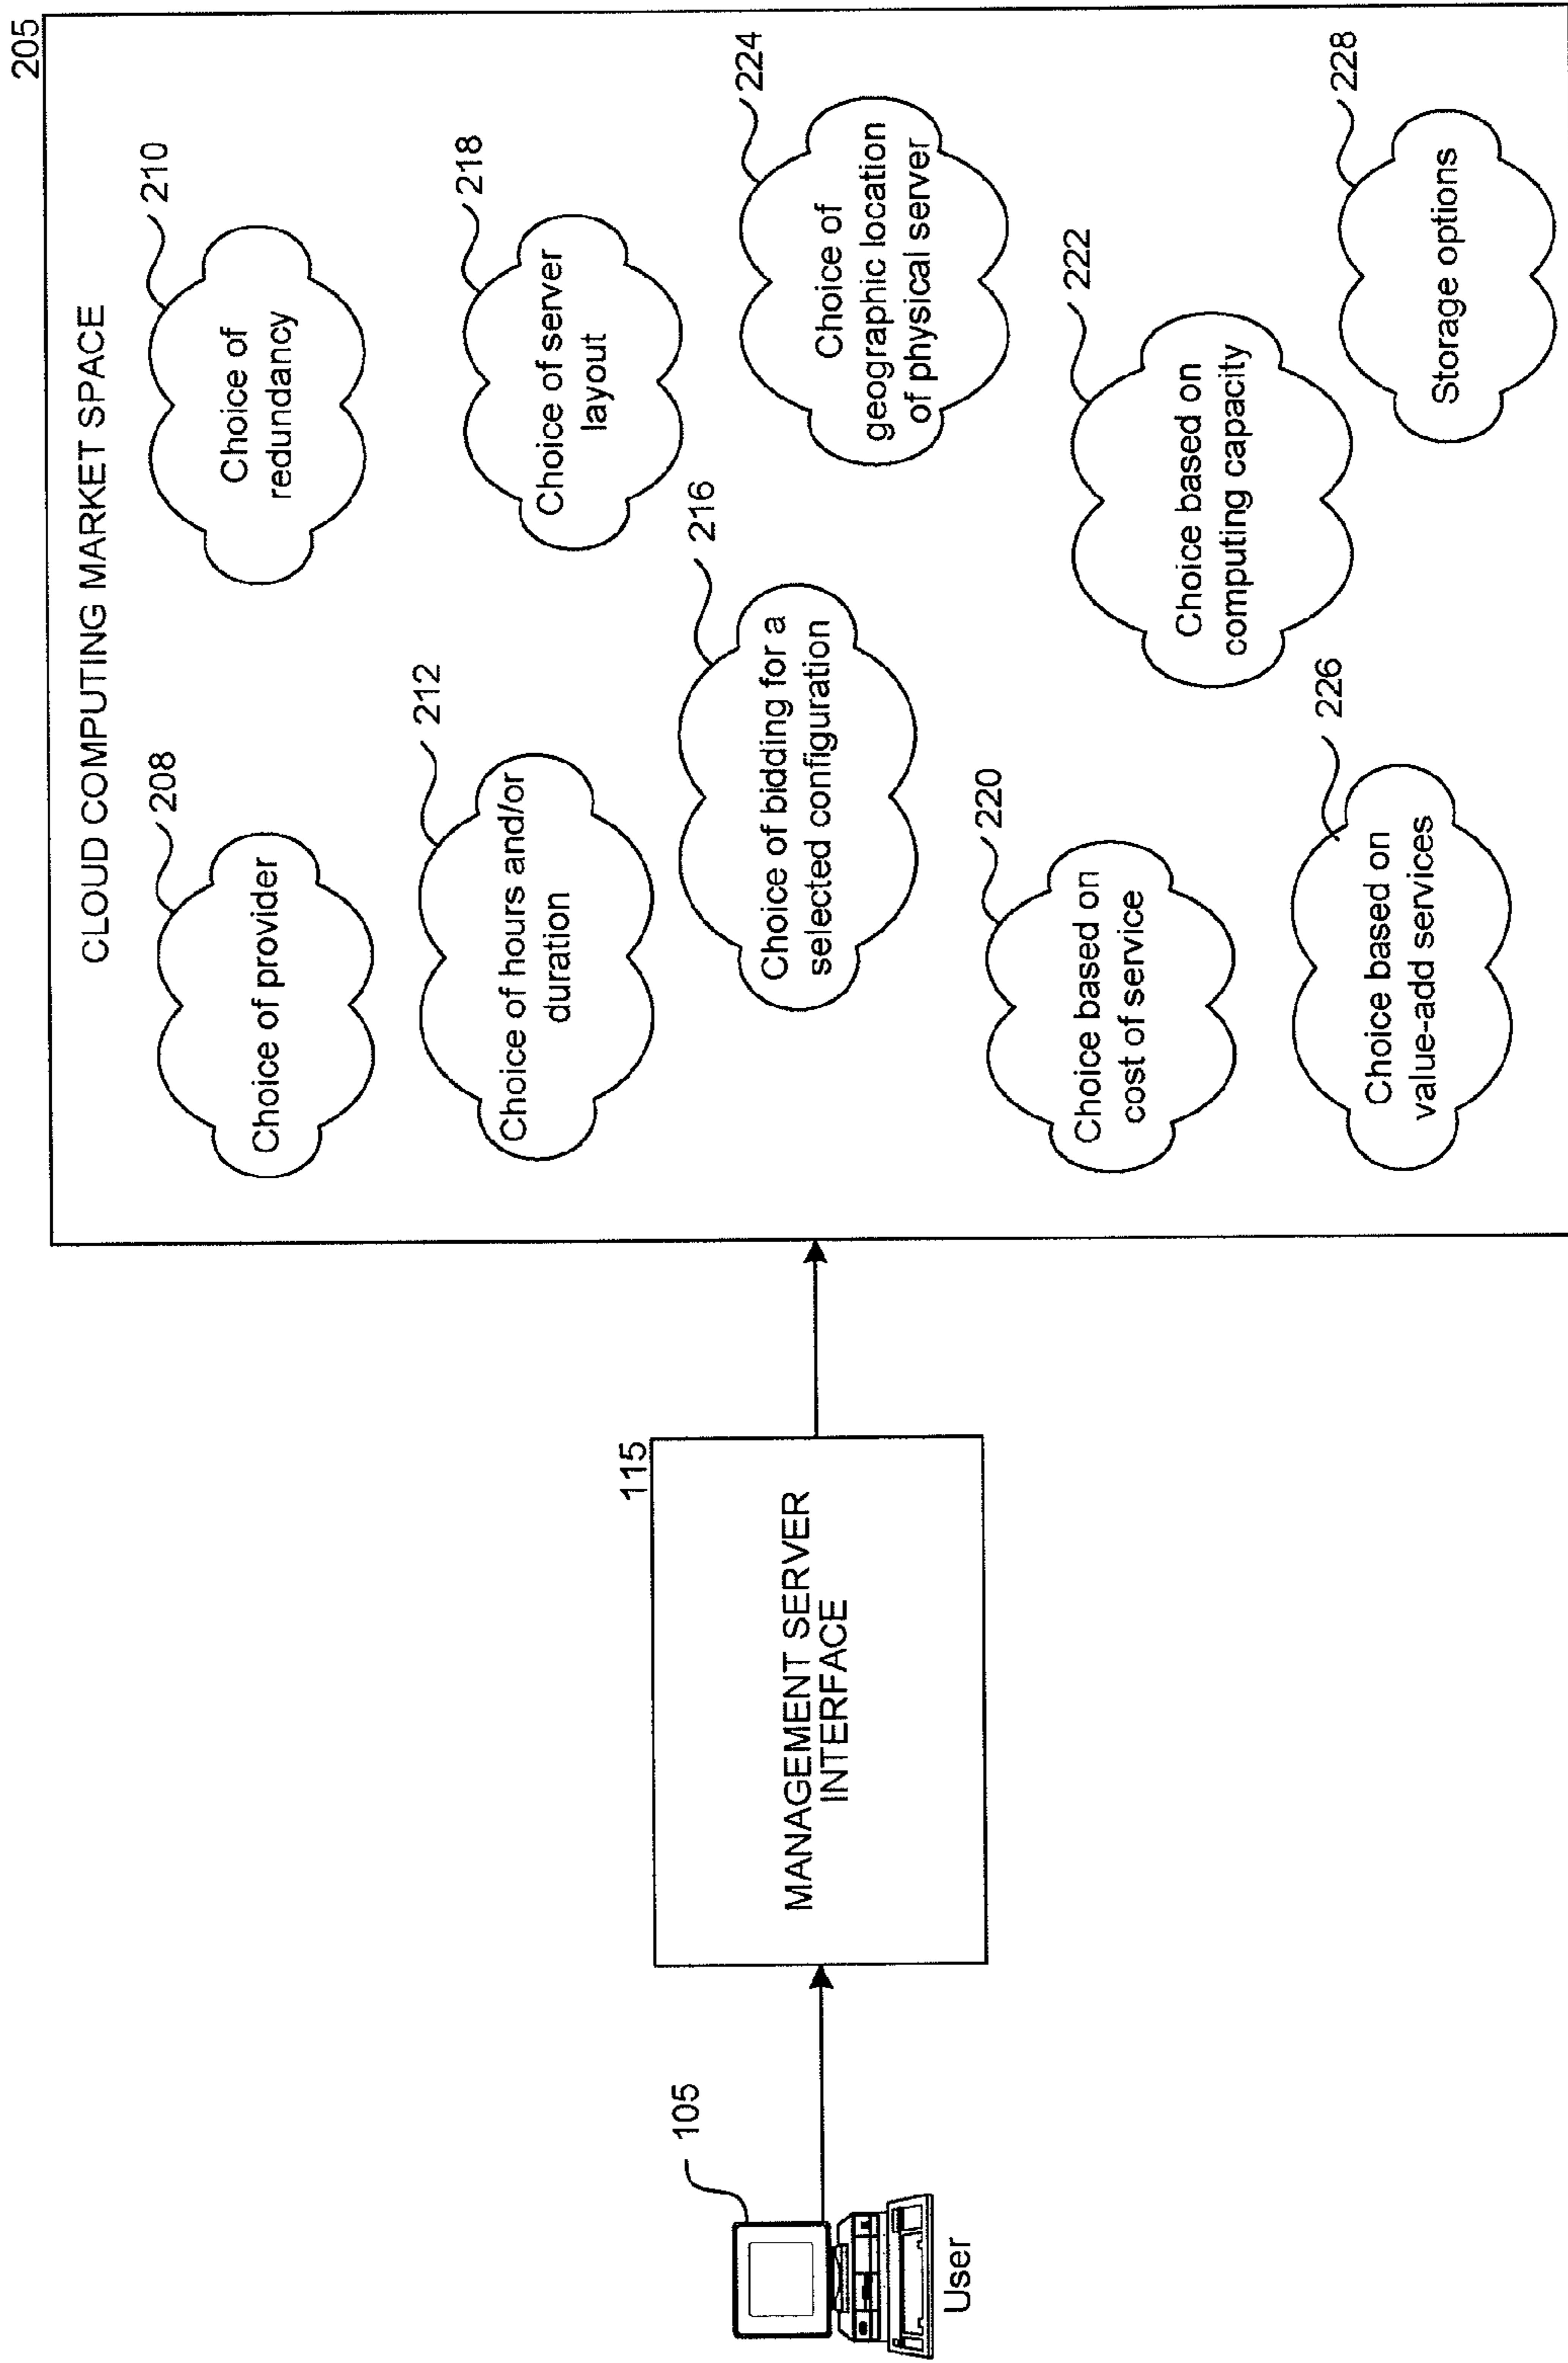 205
CLOUD COMPUTING MARKET SPACE
208
Choice of provider
210
Choice of
redundancy
212
Choice of hours and/or
duration
218
Choice of server
layout
216
Choice of bidding for a
selected configuration
224
Choice of
geographic location
of physical server
220
Choice based on
cost of service
222
Choice based on
computing capacity
226
Choice based on
value-add services
228
Storage options
115
MANAGEMENT SERVER
INTERFACE
105
User